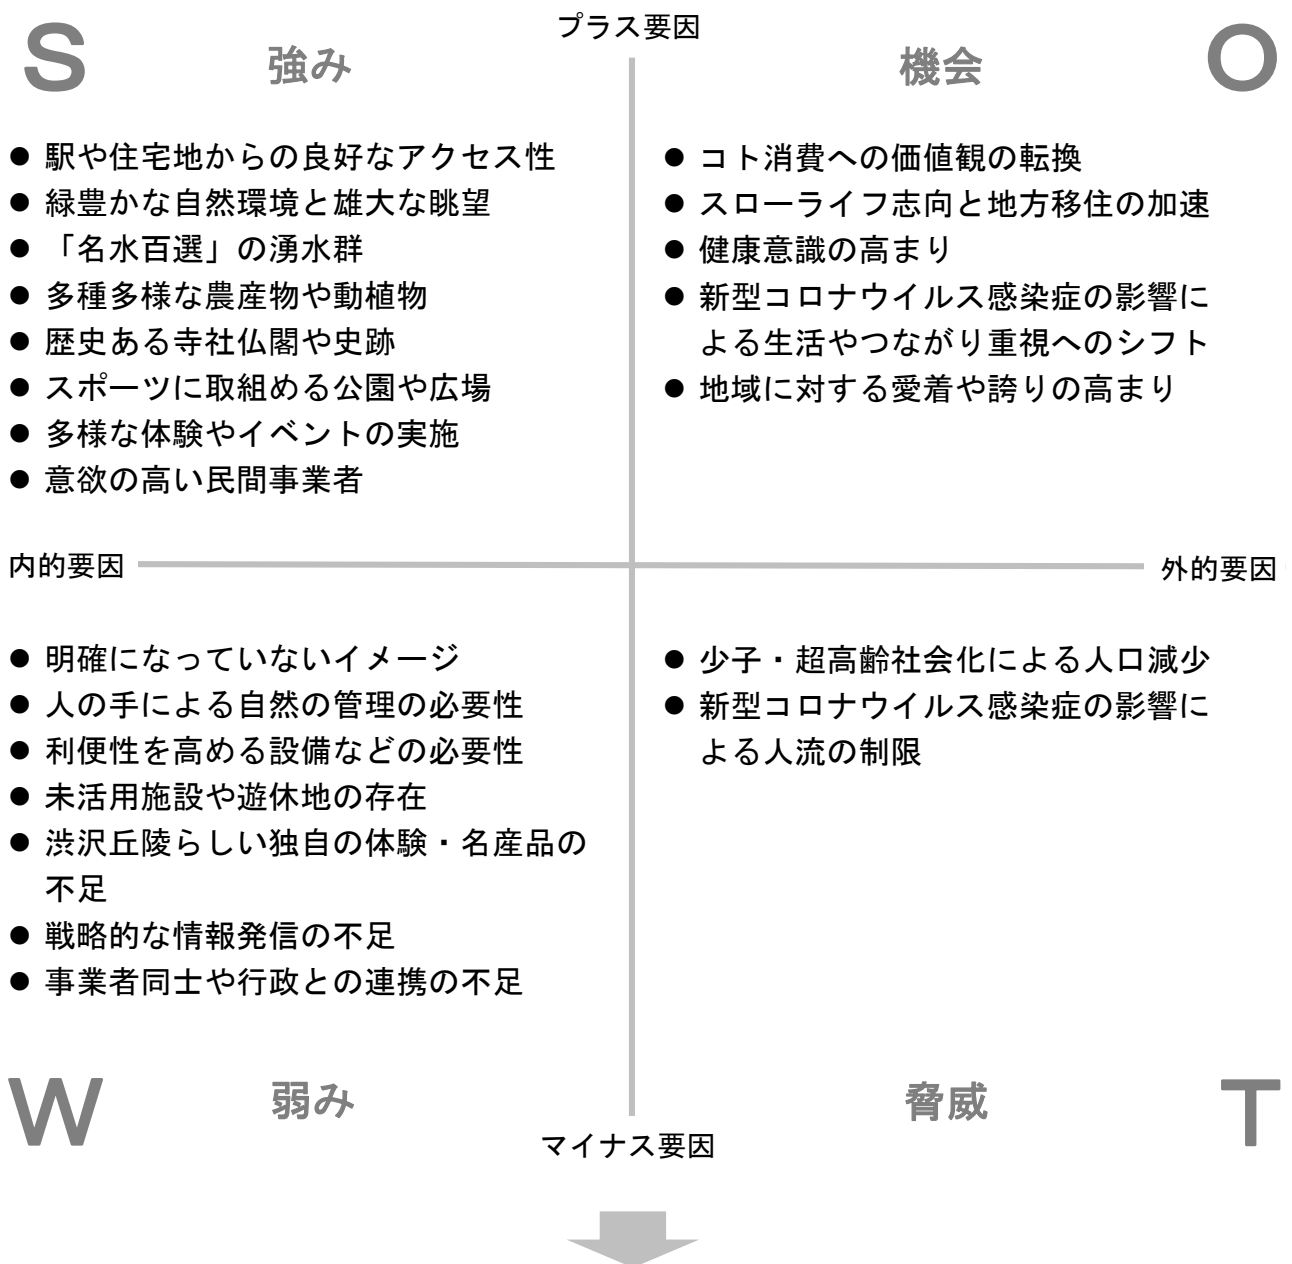 プラス要因
S
強み
機会
O
● 駅や住宅地からの良好なアクセス性
● 緑豊かな自然環境と雄大な眺望
● 「名水百選」の湧水群
● 多種多様な農産物や動植物
● 歴史ある寺社仏閣や史跡
● スポーツに取組める公園や広場
● 多様な体験やイベントの実施
● 意欲の高い民間事業者
● コト消費への価値観の転換
● スローライフ志向と地方移住の加速
● 健康意識の高まり
● 新型コロナウイルス感染症の影響に
よる生活やつながり重視へのシフト
● 地域に対する愛着や誇りの高まり
内的要因
外的要因
● 明確になっていないイメージ
● 人の手による自然の管理の必要性
● 利便性を高める設備などの必要性
● 未活用施設や遊休地の存在
● 渋沢丘陵らしい独自の体験・名産品の
不足
● 戦略的な情報発信の不足
● 事業者同士や行政との連携の不足
● 少子・超高齢社会化による人口減少
● 新型コロナウイルス感染症の影響に
よる人流の制限
W
弱み
脅威
T
マイナス要因